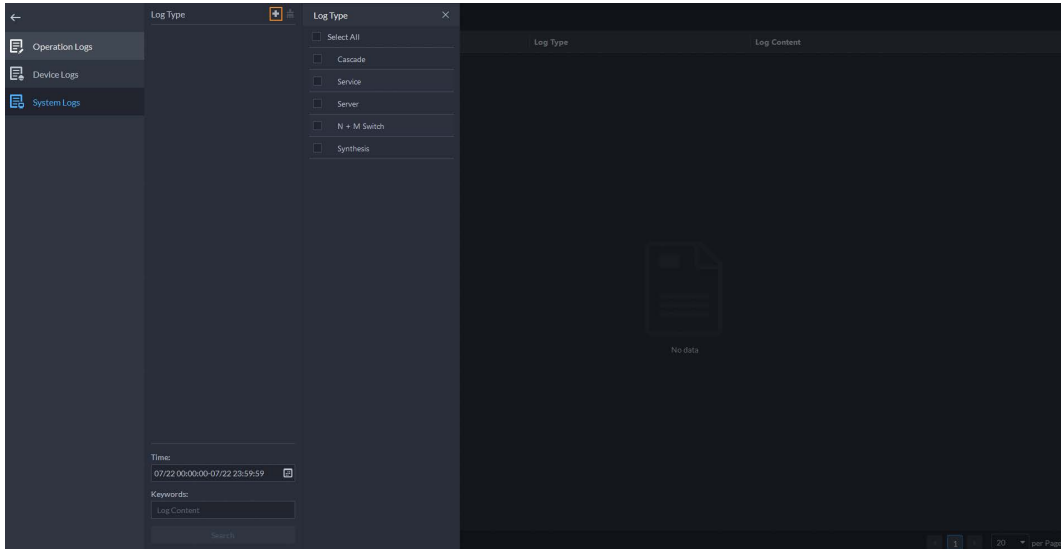 Operation Logs
Device Logs
System Logs
Log Type
Time:
07/22 00:00:00-07/22 23:59:59
Keywords:
Log Content
Search
Log Type
Select All
Cascade
Service
Server
N + M Switch
Synthesis
Log Type Log Content
No data
1 20 per Page